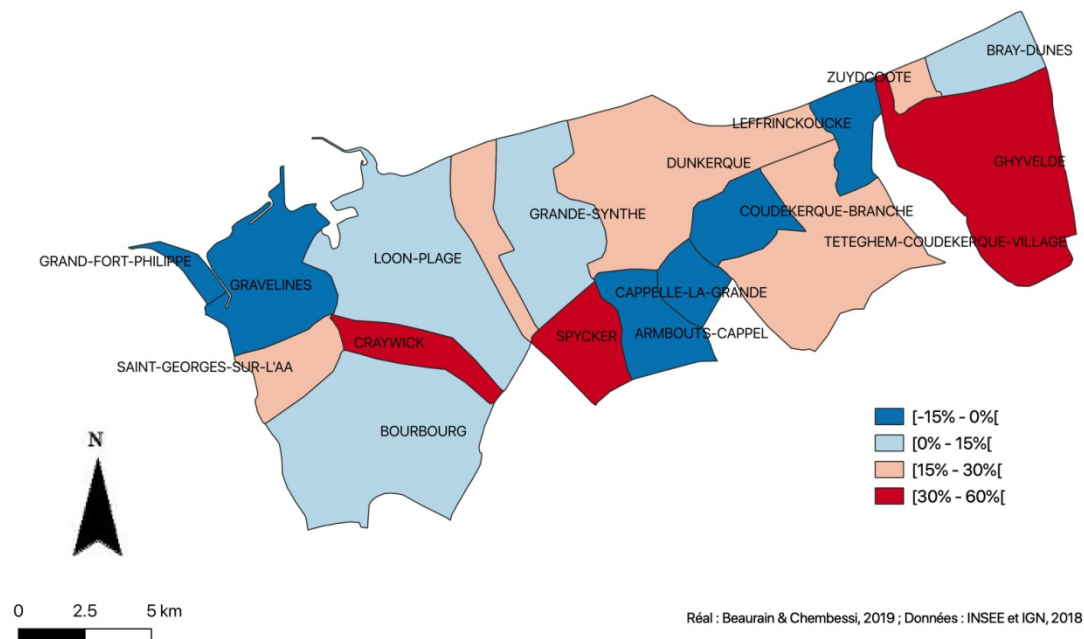 BRAY-DUNES
ZUYDCOOTE
LEFFRINCKOUCKE
DUNKERQUE
GHYVELDE
GRANDE-SYNTHE
COUDEKERQUE-BRANCHE
TETEGHEM-COUDEKERQUE-VILLAGE
GRAND-FORT-PHILIPPE
LOON-PLAGE
GRAVELINES
CAPPELLE-LA-GRANDE
SPYCKER
ARMBOUTS-CAPPEL
CRAYWICK
SAINT-GEORGES-SUR-L'AA
BOURBOURG
[-15% - 0%[
[0% - 15%[
[15% - 30%[
[30% - 60%[
N
0 2.5 5 km
Réal : Beaurain & Chembessi, 2019 ; Données : INSEE et IGN, 2018